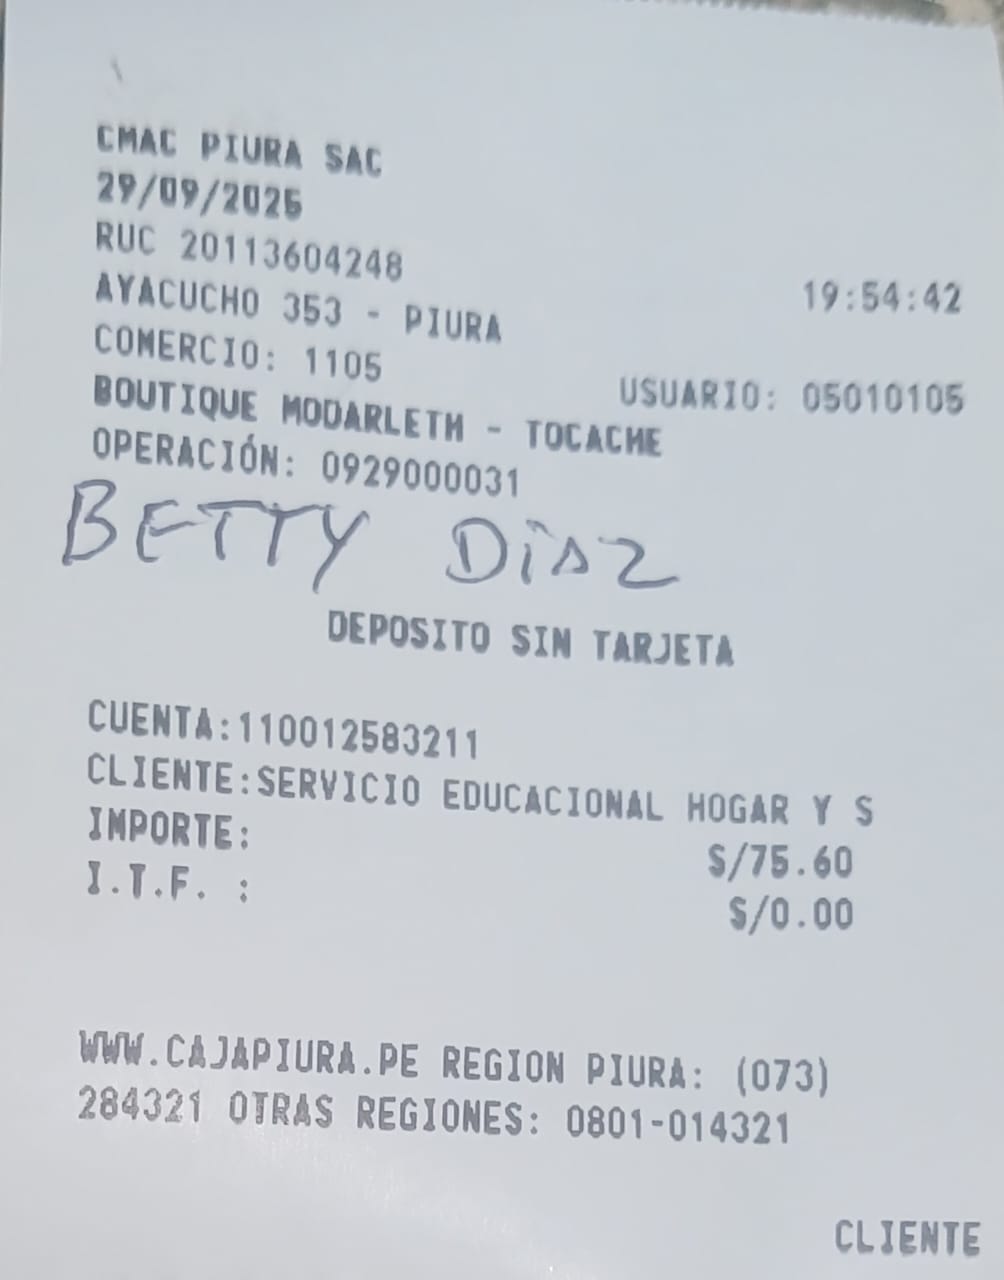 CMAC PIURA SAC
29/09/2025
RUC 20113604248 19:54:42
AYACUCHO 353 - PIURA
COMERCIO: 1105 USUARIO: 05010105
BOUTIQUE MODARLETH - TOCACHE
OPERACIÓN: 0929000031
BETTY DiAZ
DEPOSITO SIN TARJETA
CUENTA:110012583211
CLIENTE:SERVICIO EDUCACIONAL HOGAR Y S
IMPORTE: S/75.60
I.T.F. : S/0.00
WWW.CAJAPIURA.PE REGION PIURA: (073)
284321 OTRAS REGIONES: 0801-014321
CLIENTE